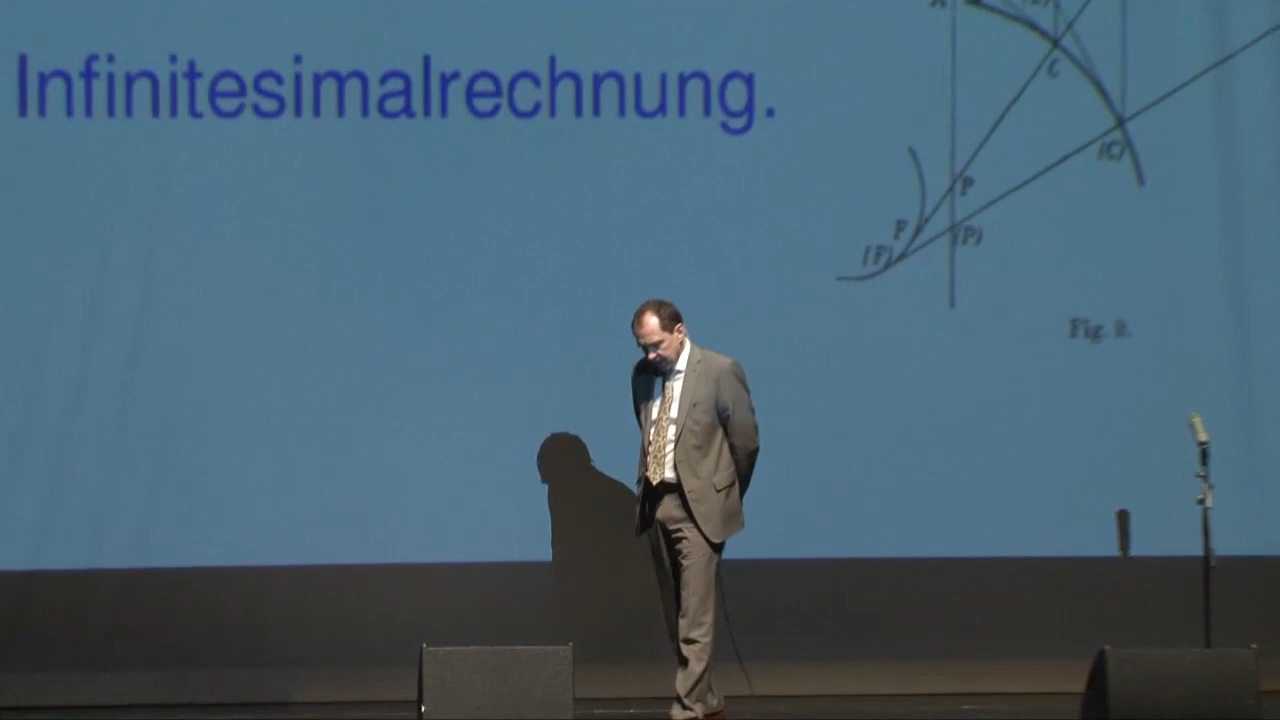 Infinitesimalrechnung.
C
(C)
P
F
(P)
(F)
Fig. 9.